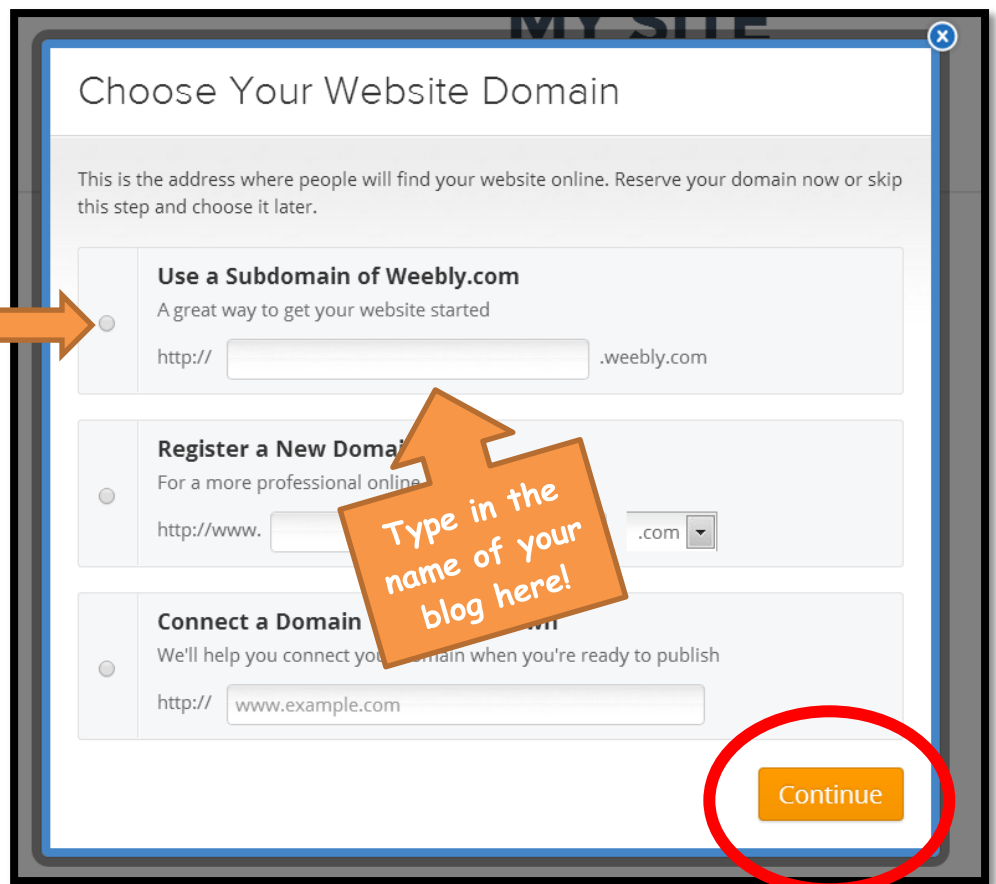 MY SITE
Choose Your Website Domain
This is the address where people will find your website online. Reserve your domain now or skip
this step and choose it later.
Use a Subdomain of Weebly.com
A great way to get your website started
http:// .weebly.com
Register a New Domai
For a more professional online
http://www. .com
Type in the
name of your
blog here!
Connect a Domain
We'll help you connect your domain when you're ready to publish
http:// www.example.com
Continue